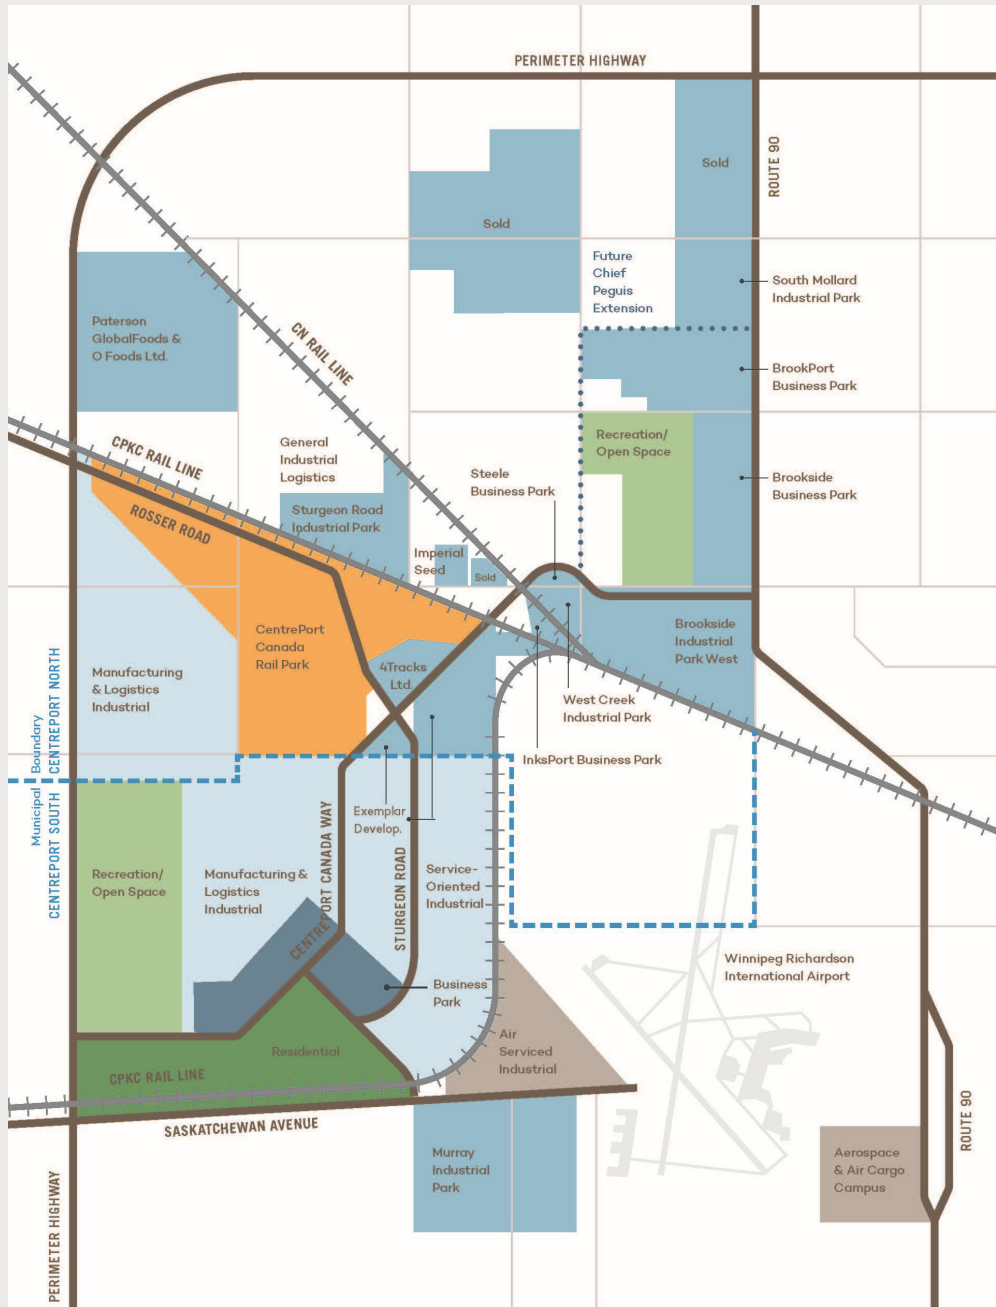 PERIMETER HIGHWAY
ROUTE 90
Sold
Sold
Future
Chief
Peguis
Extension
South Mollard
Industrial Park
Paterson
GlobalFoods &
O Foods Ltd.
CN RAIL LINE
BrookPort
Business Park
CPKC RAIL LINE
General
Industrial
Logistics
Recreation/
Open Space
Steele
Business Park
Brookside
Business Park
ROSSER ROAD
Sturgeon Road
Industrial Park
Imperial
Seed
Sold
CentrePort
Canada
Rail Park
Brookside
Industrial
Park West
4Tracks
Ltd.
Manufacturing
& Logistics
Industrial
West Creek
Industrial Park
InksPort Business Park
Municipal Boundary
CENTREPORT SOUTH CENTREPORT NORTH
Exemplar
Develop.
CENTREPORT CANADA WAY
STURGEON ROAD
Recreation/
Open Space
Manufacturing &
Logistics
Industrial
Service-
Oriented
Industrial
Winnipeg Richardson
International Airport
Business
Park
Residential
Air
Serviced
Industrial
CPKC RAIL LINE
SASKATCHEWAN AVENUE
ROUTE 90
Murray
Industrial
Park
Aerospace
& Air Cargo
Campus
PERIMETER HIGHWAY